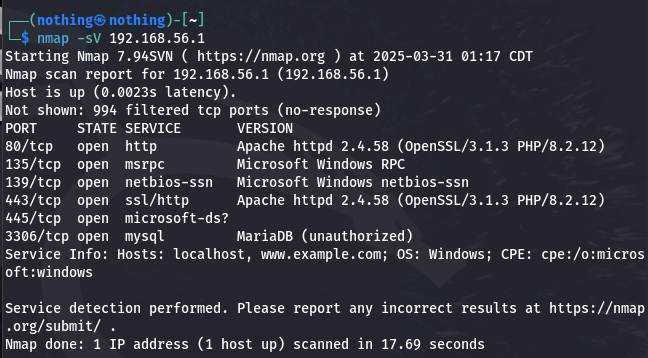 ┌──(nothing㉿nothing)-[~]
└─$ nmap -sV 192.168.56.1
Starting Nmap 7.94SVN ( https://nmap.org ) at 2025-03-31 01:17 CDT
Nmap scan report for 192.168.56.1 (192.168.56.1)
Host is up (0.0023s latency).
Not shown: 994 filtered tcp ports (no-response)
PORT     STATE SERVICE       VERSION
80/tcp   open  http          Apache httpd 2.4.58 (OpenSSL/3.1.3 PHP/8.2.12)
135/tcp  open  msrpc         Microsoft Windows RPC
139/tcp  open  netbios-ssn   Microsoft Windows netbios-ssn
443/tcp  open  ssl/http      Apache httpd 2.4.58 (OpenSSL/3.1.3 PHP/8.2.12)
445/tcp  open  microsoft-ds?
3306/tcp open  mysql         MariaDB (unauthorized)
Service Info: Hosts: localhost, www.example.com; OS: Windows; CPE: cpe:/o:micros
oft:windows

Service detection performed. Please report any incorrect results at https://nmap
.org/submit/ .
Nmap done: 1 IP address (1 host up) scanned in 17.69 seconds